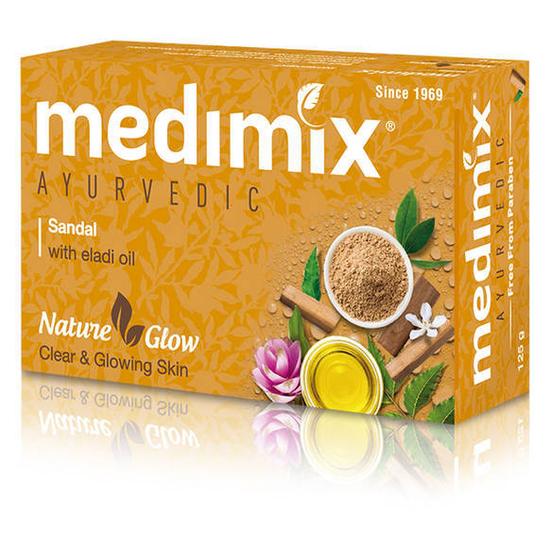 Since 1969
medimix®
AYURVEDIC
Sandal
with eladi oil
Nature Glow
Clear & Glowing Skin
medimix
AYURVEDIC
Free From Paraben
125 g